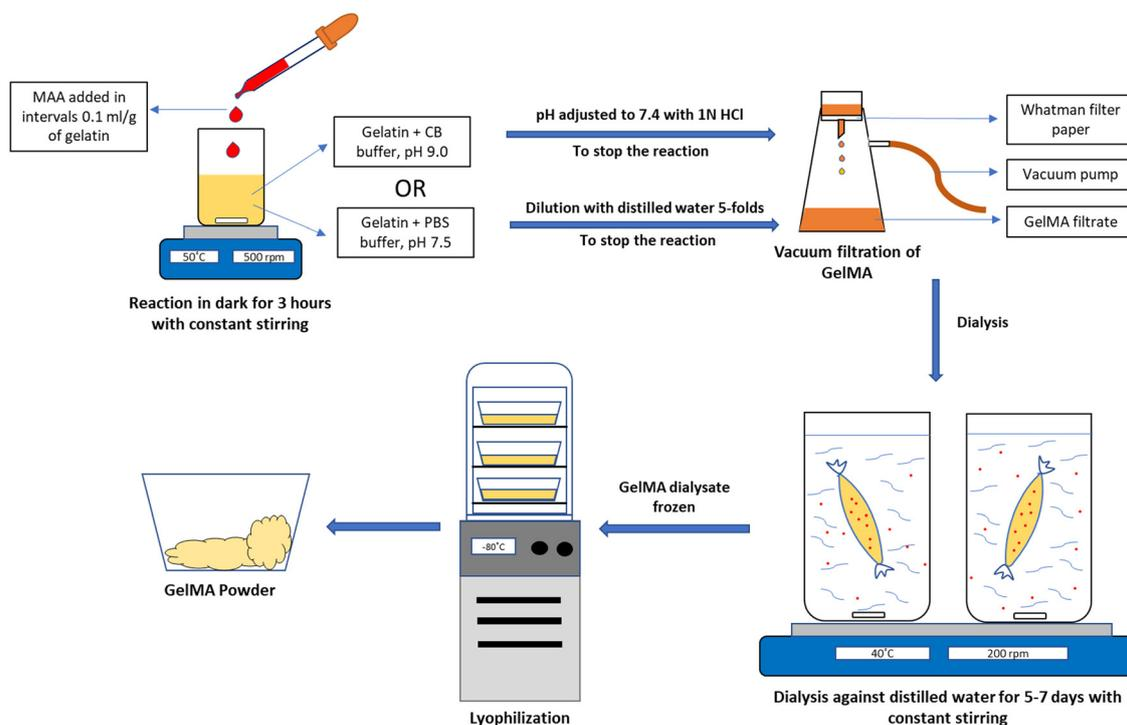 MAA added in
intervals 0.1 ml/g
of gelatin
Gelatin + CB
buffer, pH 9.0
OR
Gelatin + PBS
buffer, pH 7.5
50˚C
500 rpm
Reaction in dark for 3 hours
with constant stirring
pH adjusted to 7.4 with 1N HCl
To stop the reaction
Dilution with distilled water 5-folds
To stop the reaction
Whatman filter
paper
Vacuum pump
GelMA filtrate
Vacuum filtration of
GelMA
Dialysis
40˚C
200 rpm
Dialysis against distilled water for 5-7 days with
constant stirring
GelMA dialysate
frozen
-80˚C
Lyophilization
GelMA Powder